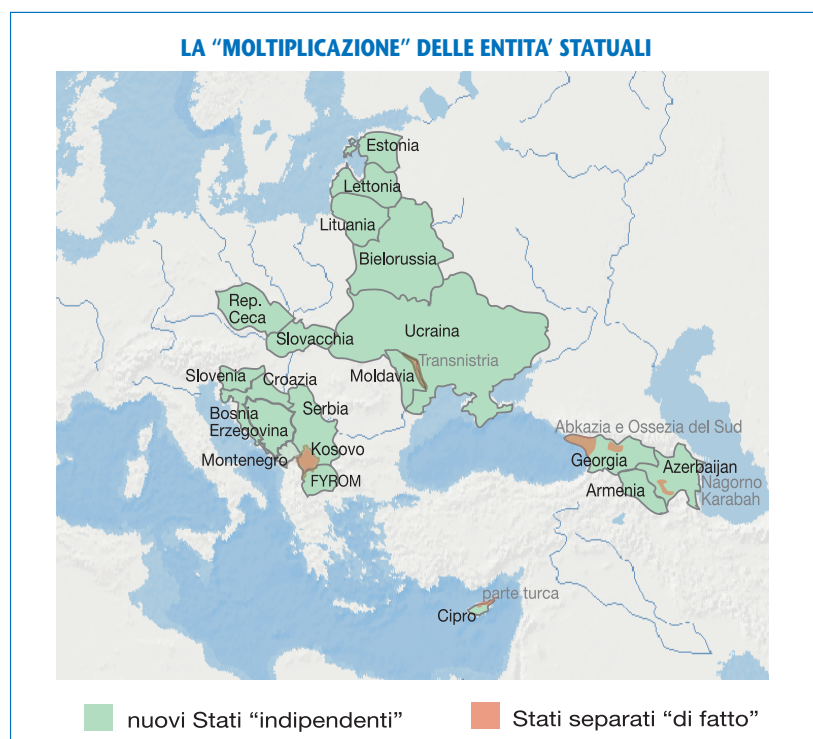 LA “MOLTIPLICAZIONE” DELLE ENTITA’ STATUALI
Estonia
Lettonia
Lituania
Bielorussia
Rep.
Ceca
Slovacchia
Ucraina
Transnistria
Moldavia
Slovenia
Croazia
Bosnia
Erzegovina
Serbia
Montenegro
Kosovo
FYROM
Abkazia e Ossezia del Sud
Georgia
Azerbaijan
Armenia
Nagorno
Karabah
parte turca
Cipro
nuovi Stati “indipendenti”
Stati separati “di fatto”